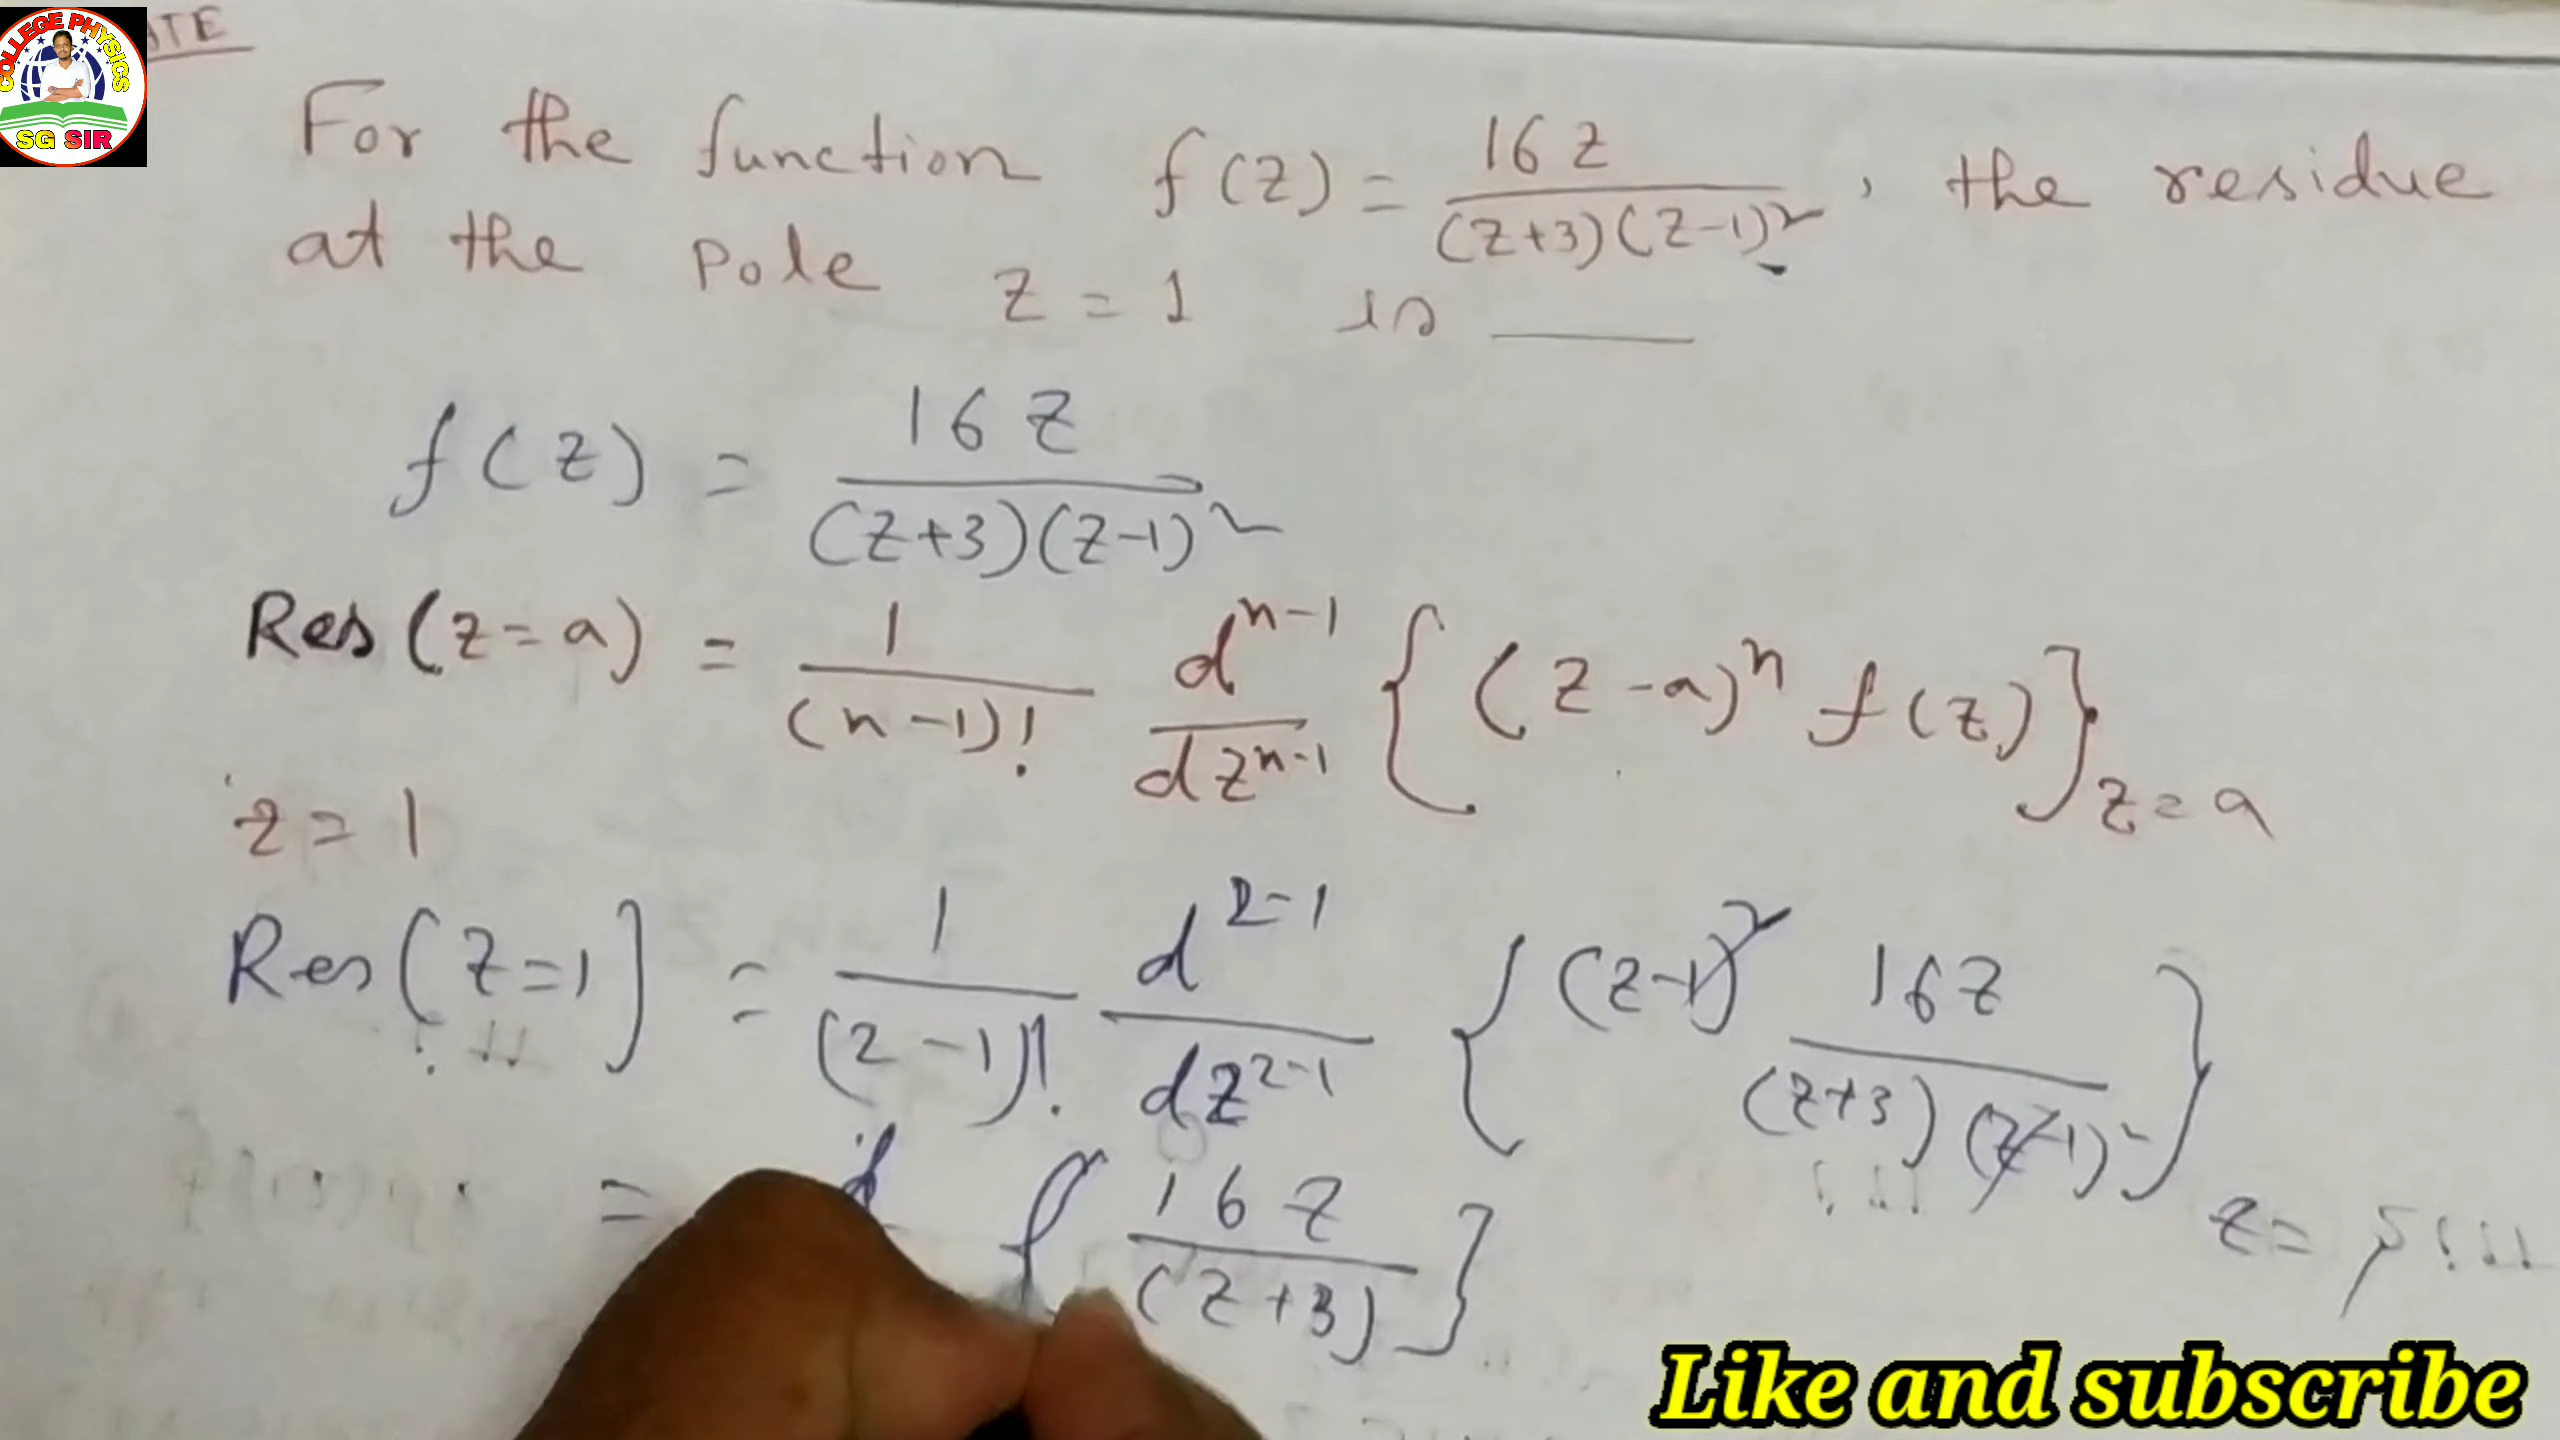 COLLEGE PHYSICS
SG SIR
For the function f(z) = 16z / (z+3)(z-1)², the residue
at the pole z = 1 is ____
f(z) = 16z / (z+3)(z-1)²
Res (z=a) = 1/(n-1)! d^(n-1)/dz^(n-1) { (z-a)^n f(z) } z=a
z = 1
Res (z=1] = 1/(2-1)! d^(2-1)/dz^(2-1) { (z-1)² 16z / (z+3)(z-1)² } z=
= d { 16z / (z+3) }
Like and subscribe